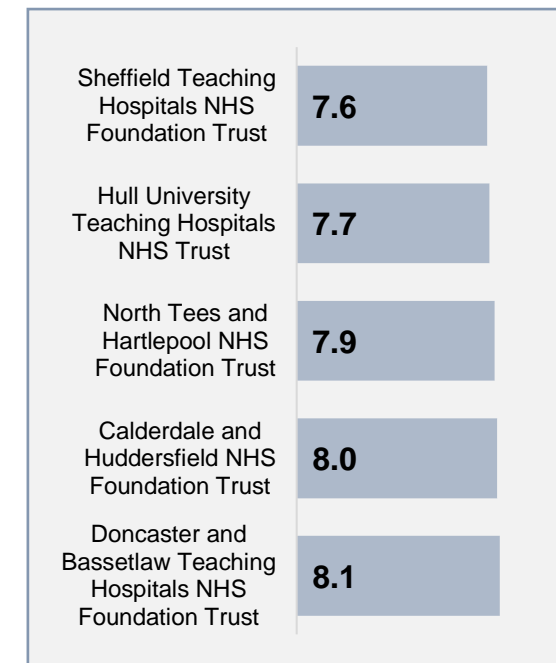 Sheffield Teaching
Hospitals NHS
Foundation Trust
7.6
Hull University
Teaching Hospitals
NHS Trust
7.7
North Tees and
Hartlepool NHS
Foundation Trust
7.9
Calderdale and
Huddersfield NHS
Foundation Trust
8.0
Doncaster and
Bassetlaw Teaching
Hospitals NHS
Foundation Trust
8.1